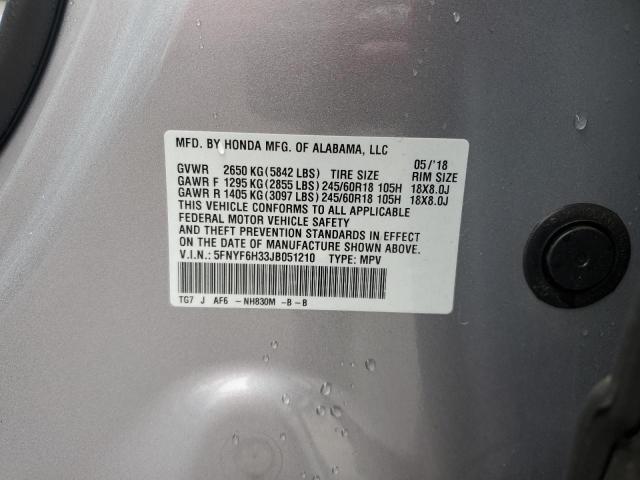 MFD. BY HONDA MFG. OF ALABAMA, LLC 05/'18
GVWR 2650 KG(5842 LBS) TIRE SIZE RIM SIZE
GAWR F 1295 KG(2855 LBS)245/60R18 105H 18X8.0J
GAWR R 1405 KG(3097 LBS)245/60R18 105H 18X8.0J
THIS VEHICLE CONFORMS TO ALL APPLICABLE
FEDERAL MOTOR VEHICLE SAFETY
AND THEFT PREVENTION STANDARDS IN EFFECT
ON THE DATE OF MANUFACTURE SHOWN ABOVE.
V.I.N.: 5FNYF6H33JB051210 TYPE: MPV
TG7 J AF6 -NH830M -B-B